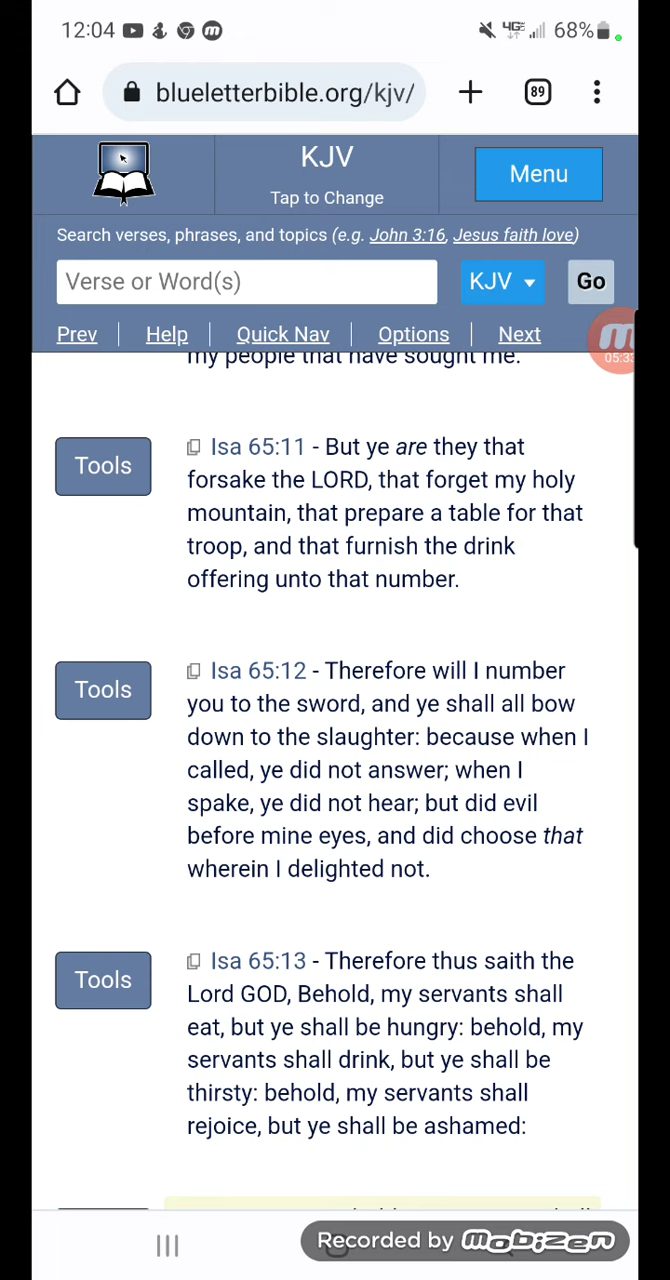 12:04
4GE 68%
blueletterbible.org/kjv/
89
KJV
Tap to Change
Menu
Search verses, phrases, and topics (e.g. John 3:16, Jesus faith love)
Verse or Word(s)
KJV
Go
Prev | Help | Quick Nav | Options | Next
05:33
my people that have sought me.
Tools
Isa 65:11 - But ye are they that
forsake the LORD, that forget my holy
mountain, that prepare a table for that
troop, and that furnish the drink
offering unto that number.
Tools
Isa 65:12 - Therefore will I number
you to the sword, and ye shall all bow
down to the slaughter: because when I
called, ye did not answer; when I
spake, ye did not hear; but did evil
before mine eyes, and did choose that
wherein I delighted not.
Tools
Isa 65:13 - Therefore thus saith the
Lord GOD, Behold, my servants shall
eat, but ye shall be hungry: behold, my
servants shall drink, but ye shall be
thirsty: behold, my servants shall
rejoice, but ye shall be ashamed:
Recorded by mobizen